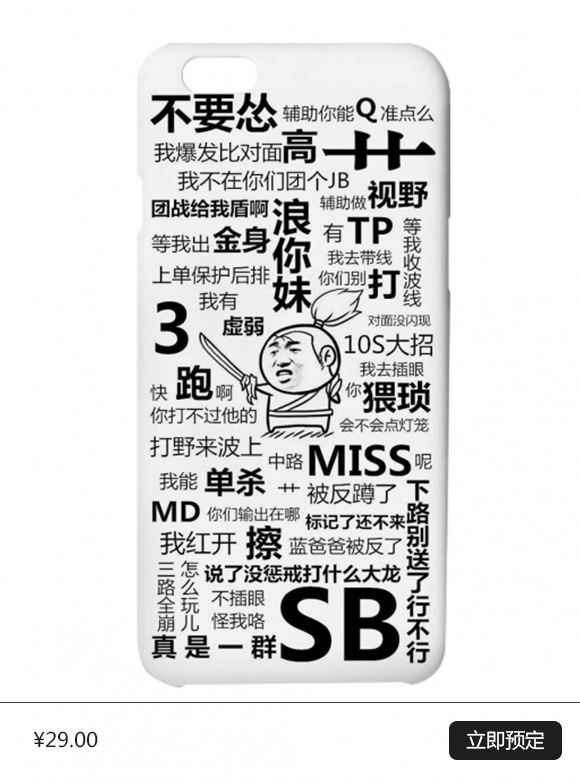 不要怂 辅助你能Q准点么
我爆发比对面高 艹
我不在你们团个JB
辅助做视野
团战给我盾啊
浪你妹
等我出金身
有TP
等我收波线
我去带线
上单保护后排
你们别打
我有3
虚弱
对面没闪现
10S大招
我去插眼
快跑啊
你猥琐
你打不过他的
会不会点灯笼
打野来波上
中路MISS呢
我能单杀
艹被反蹲了
下路别送了行不行
MD 你们输出在哪
标记了还不来
我红开
擦
蓝爸爸被反了
三路全崩
怎么玩儿
说了没惩戒打什么大龙
不插眼
怪我咯
真是一群SB
¥29.00
立即预定